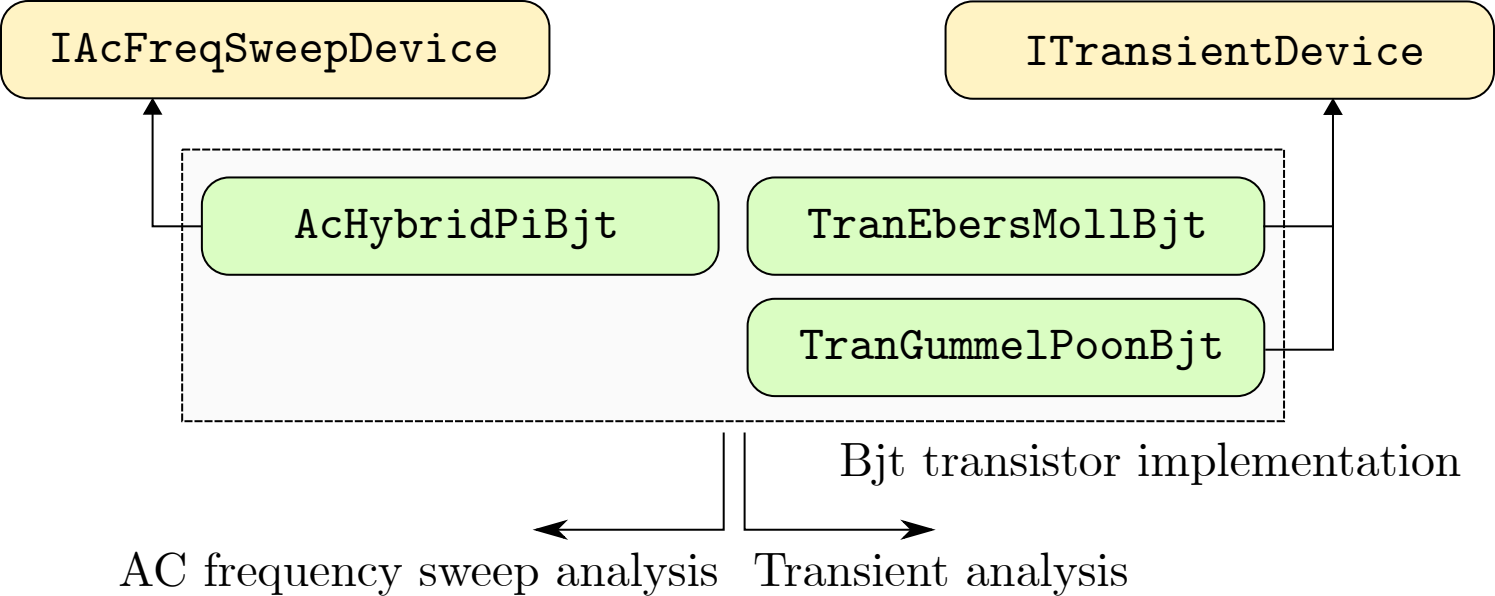 IAcFreqSweepDevice
ITransientDevice
AcHybridPiBjt
TranEbersMollBjt
TranGummelPoonBjt
Bjt transistor implementation
AC frequency sweep analysis
Transient analysis